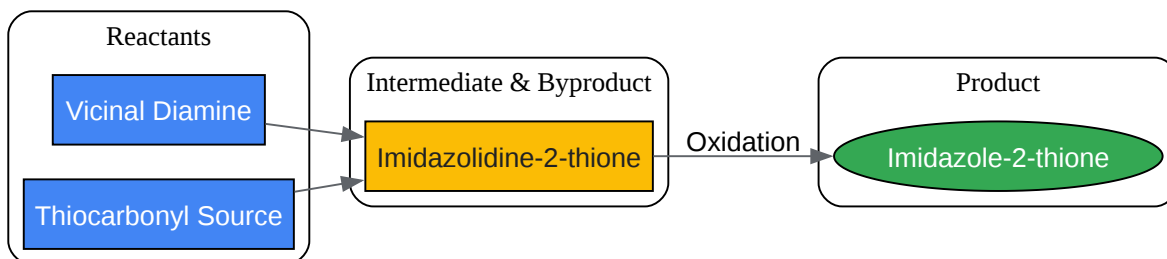 Reactants
Vicinal Diamine
Thiocarbonyl Source
Intermediate & Byproduct
Imidazolidine-2-thione
Oxidation
Product
Imidazole-2-thione